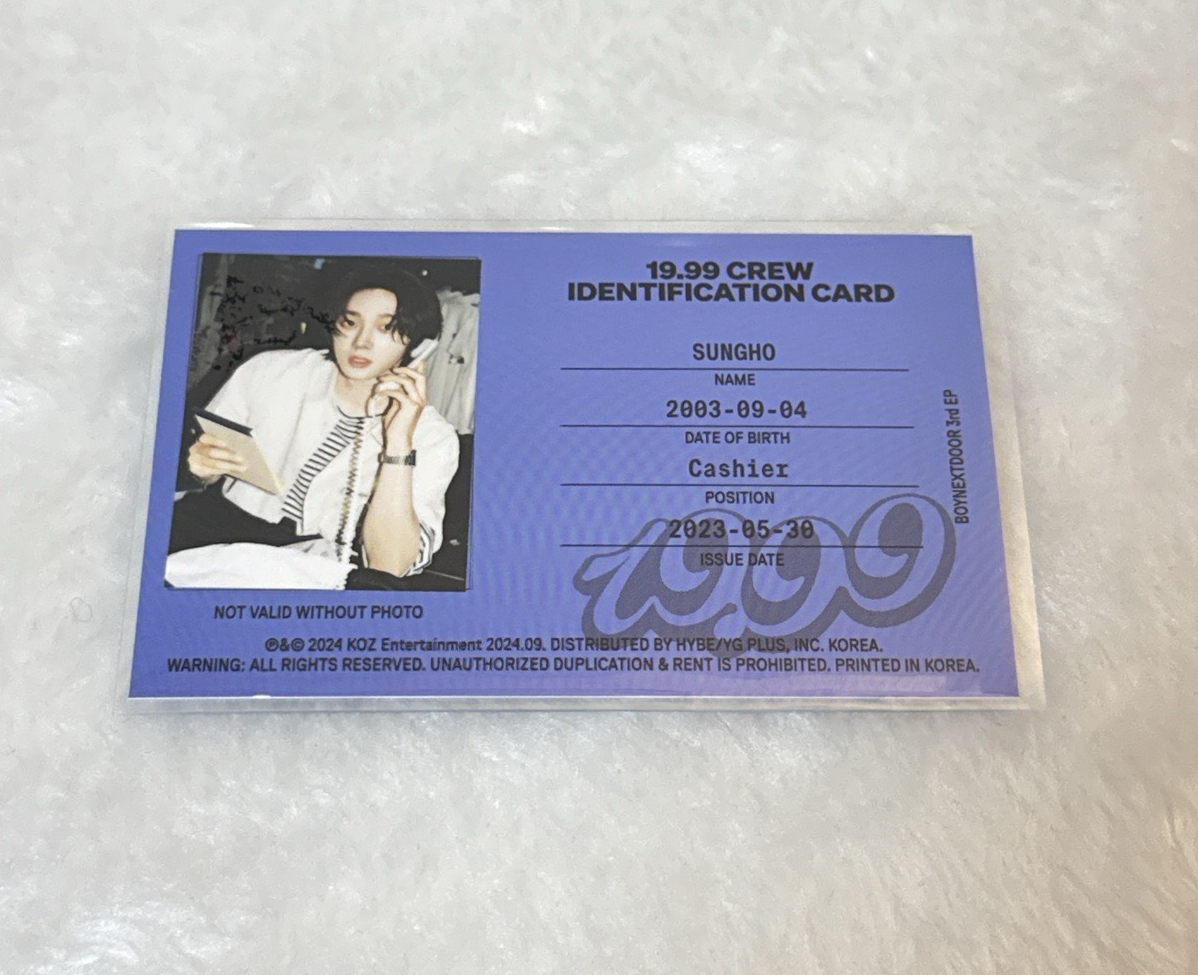 19.99 CREW
IDENTIFICATION CARD
SUNGHO
NAME
2003-09-04
DATE OF BIRTH
Cashier
POSITION
2023-05-30
ISSUE DATE
19.99
BOYNEXTDOOR 3rd EP
NOT VALID WITHOUT PHOTO
℗&© 2024 KOZ Entertainment 2024.09. DISTRIBUTED BY HYBE/YG PLUS, INC. KOREA.
WARNING: ALL RIGHTS RESERVED. UNAUTHORIZED DUPLICATION & RENT IS PROHIBITED. PRINTED IN KOREA.